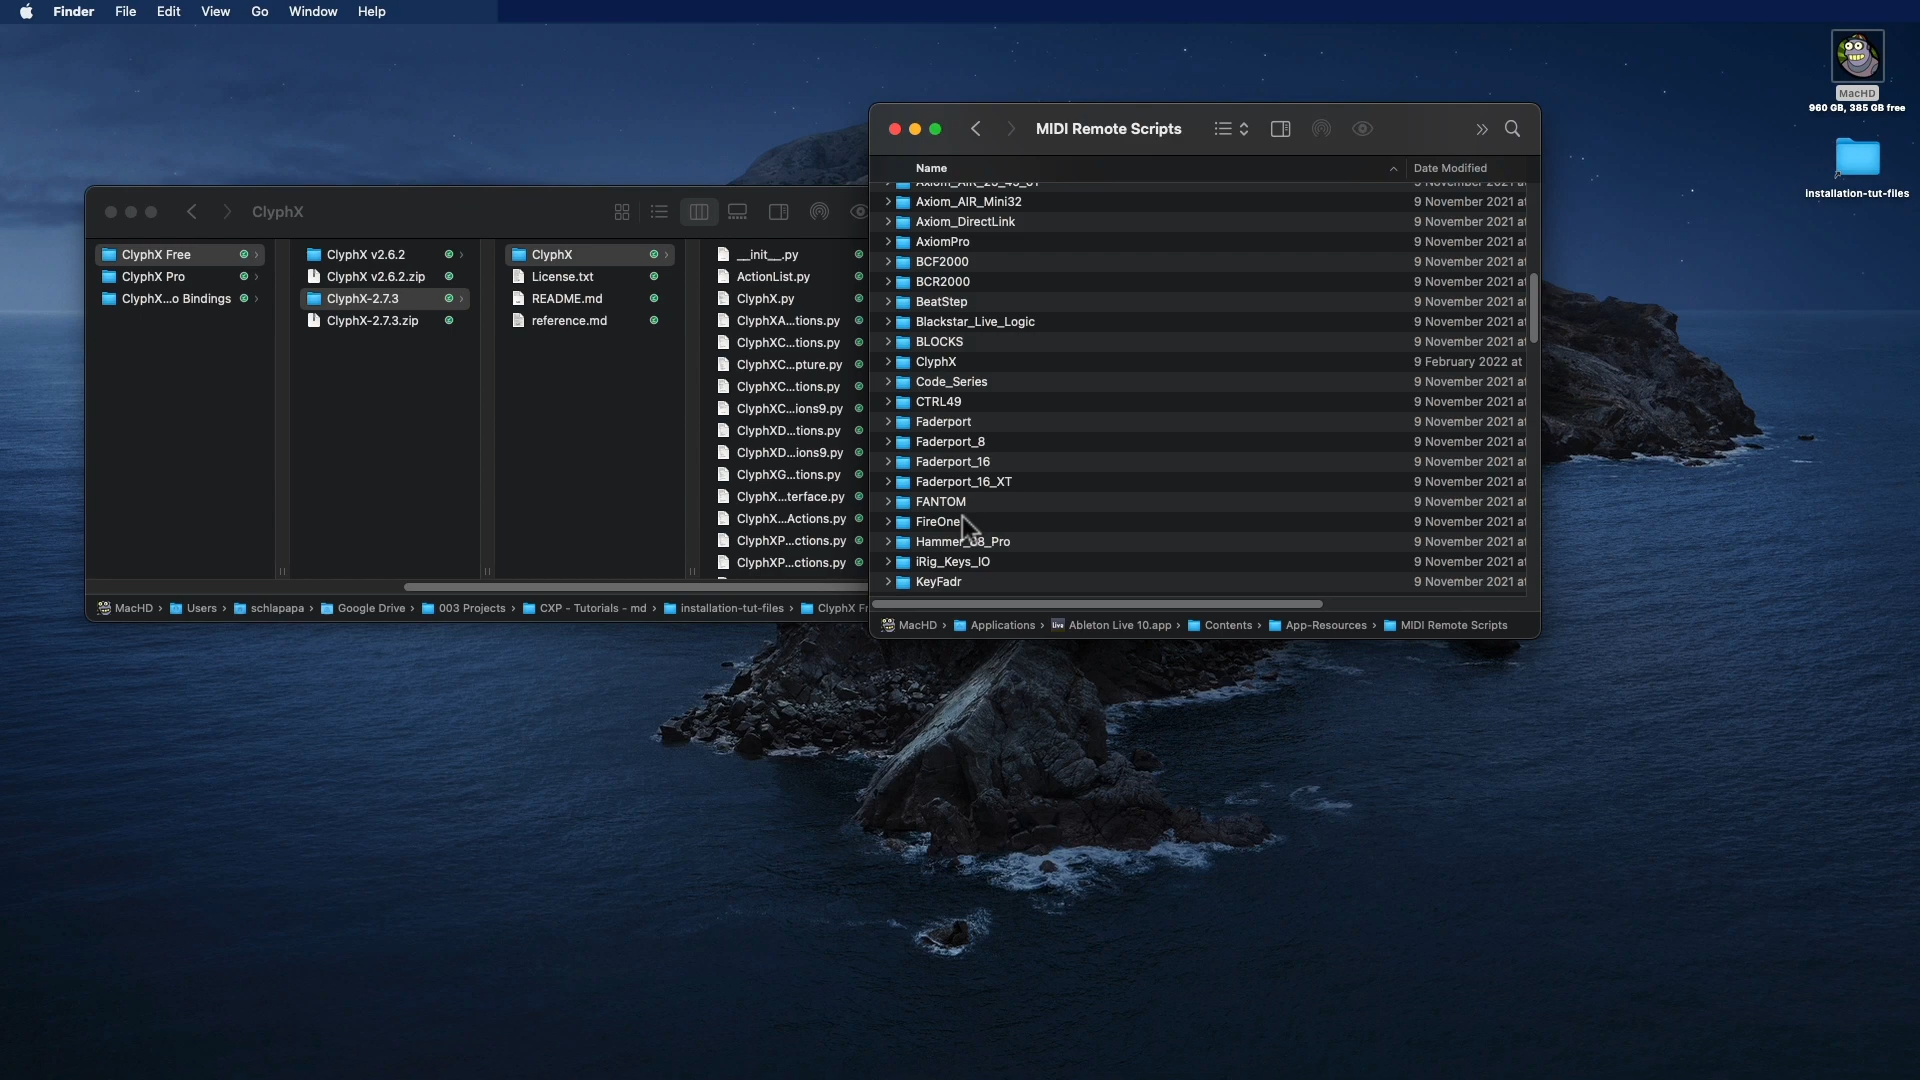 Finder File Edit View Go Window Help
MacHD
960 GB, 385 GB free
installation-tut-files
ClyphX
ClyphX Free
ClyphX Pro
ClyphX...o Bindings
ClyphX v2.6.2
ClyphX v2.6.2.zip
ClyphX-2.7.3
ClyphX-2.7.3.zip
ClyphX
License.txt
README.md
reference.md
__init__.py
ActionList.py
ClyphX.py
ClyphXA...tions.py
ClyphXC...tions.py
ClyphXC...pture.py
ClyphXC...tions.py
ClyphXC...ions9.py
ClyphXD...tions.py
ClyphXD...ions9.py
ClyphXG...tions.py
ClyphX...terface.py
ClyphX...Actions.py
ClyphXP...ctions.py
ClyphXP...ctions.py
MacHD › Users › schlapapa › Google Drive › 003 Projects › CXP - Tutorials - md › installation-tut-files › ClyphX Fr
MIDI Remote Scripts
Name Date Modified
Axiom_AIR_25_49_61 9 November 2021 at
Axiom_AIR_Mini32 9 November 2021 at
Axiom_DirectLink 9 November 2021 at
AxiomPro 9 November 2021 at
BCF2000 9 November 2021 at
BCR2000 9 November 2021 at
BeatStep 9 November 2021 at
Blackstar_Live_Logic 9 November 2021 at
BLOCKS 9 November 2021 at
ClyphX 9 February 2022 at
Code_Series 9 November 2021 at
CTRL49 9 November 2021 at
Faderport 9 November 2021 at
Faderport_8 9 November 2021 at
Faderport_16 9 November 2021 at
Faderport_16_XT 9 November 2021 at
FANTOM 9 November 2021 at
FireOne 9 November 2021 at
Hammer_88_Pro 9 November 2021 at
iRig_Keys_IO 9 November 2021 at
KeyFadr 9 November 2021 at
MacHD › Applications › Ableton Live 10.app › Contents › App-Resources › MIDI Remote Scripts